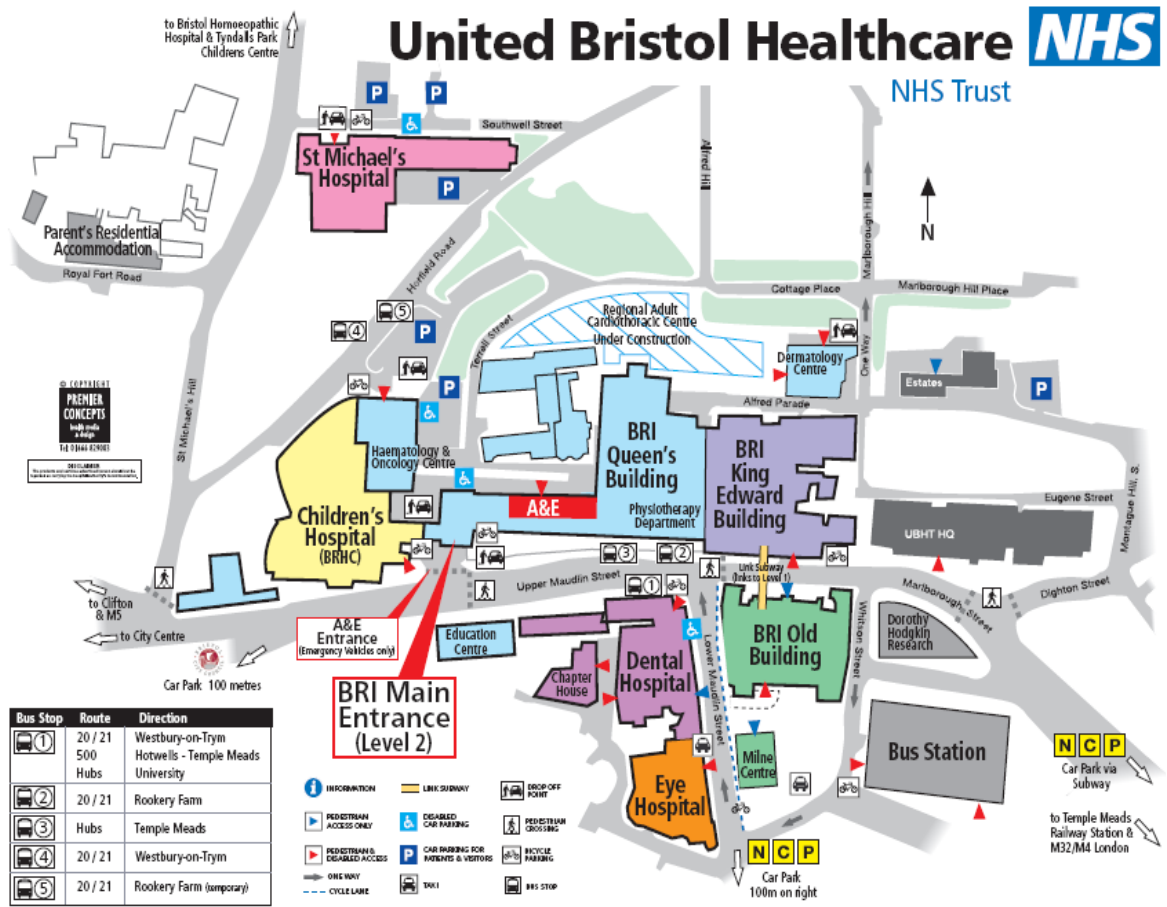 United Bristol Healthcare
NHS
NHS Trust
to Bristol Homoeopathic
Hospital & Tyndalls Park
Childrens Centre
P
P
Southwell Street
St Michael's
Hospital
P
Alfred Hill
Marlborough Hill
N
Parent's Residential
Accommodation
Royal Fort Road
Horfield Road
Cottage Place
Marlborough Hill Place
Regional Adult
Cardiothoracic Centre
Under Construction
5
4
P
Terrell Street
Dermatology
Centre
One Way
Estates
P
P
Alfred Parade
© COPYRIGHT
PREMIER
CONCEPTS
health media
& design
DISCLAIMER
St Michael's Hill
Haematology &
Oncology Centre
BRI
Queen's
Building
BRI
King
Edward
Building
A&E
Physiotherapy
Department
Children's
Hospital
(BRHC)
Eugene Street
Montague Hill. S.
UBHT HQ
3
2
1
Upper Maudlin Street
Link Subway
(links to Level 1)
Marlborough Street
Dighton Street
to Clifton
& M5
to City Centre
Car Park 100 metres
A&E
Entrance
(Emergency Vehicles only)
Education
Centre
BRI Main
Entrance
(Level 2)
Chapter
House
Dental
Hospital
Lower Maudlin Street
BRI Old
Building
Whitson Street
Dorothy
Hodgkin
Research
Milne
Centre
Eye
Hospital
Bus Station
NCP
Car Park via
Subway
to Temple Meads
Railway Station &
M32/M4 London
NCP
Car Park
100m on right
Bus Stop Route Direction
1 20 / 21 Westbury-on-Trym
500 Hotwells - Temple Meads
Hubs University
2 20 / 21 Rookery Farm
3 Hubs Temple Meads
4 20 / 21 Westbury-on-Trym
5 20 / 21 Rookery Farm (temporary)
i INFORMATION
PEDESTRIAN
ACCESS ONLY
PEDESTRIAN &
DISABLED ACCESS
ONE WAY
CYCLE LANE
LINK SUBWAY
DISABLED
CAR PARKING
P CAR PARKING FOR
PATIENTS & VISITORS
TAXI
DROP OFF
POINT
PEDESTRIAN
CROSSING
BICYCLE
PARKING
BUS STOP